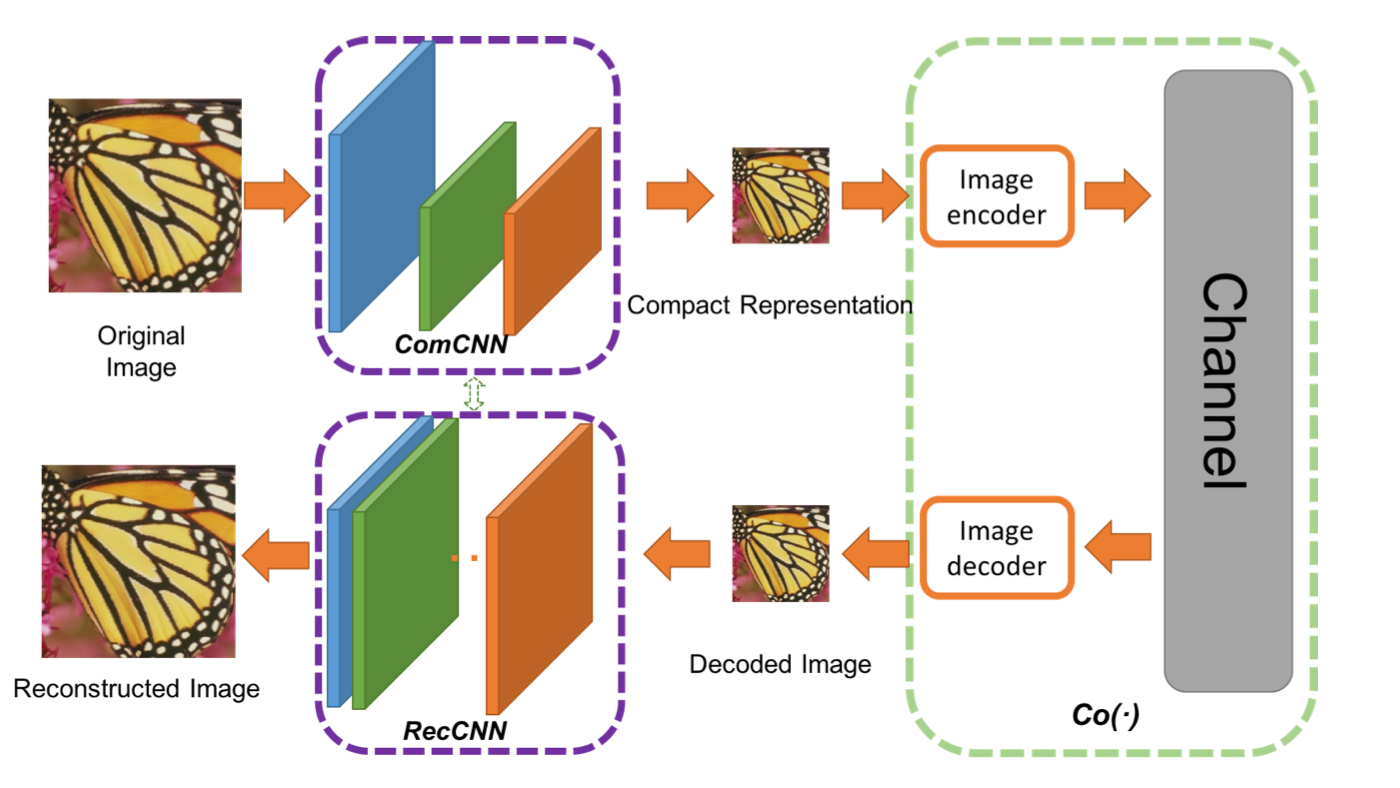 Original
Image
ComCNN
Compact Representation
Image
encoder
Channel
Reconstructed Image
RecCNN
Decoded Image
Image
decoder
Co(·)